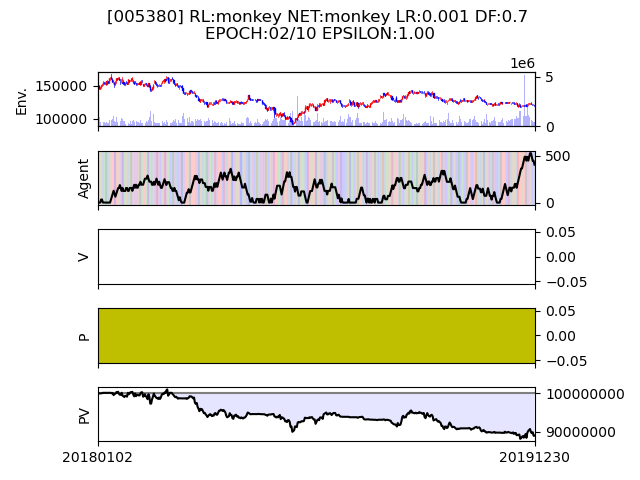 [005380] RL:monkey NET:monkey LR:0.001 DF:0.7
EPOCH:02/10 EPSILON:1.00
1e6
Env.
150000
100000
5
0
Agent
500
0
V
0.05
0.00
−0.05
P
0.05
0.00
−0.05
PV
100000000
90000000
20180102
20191230